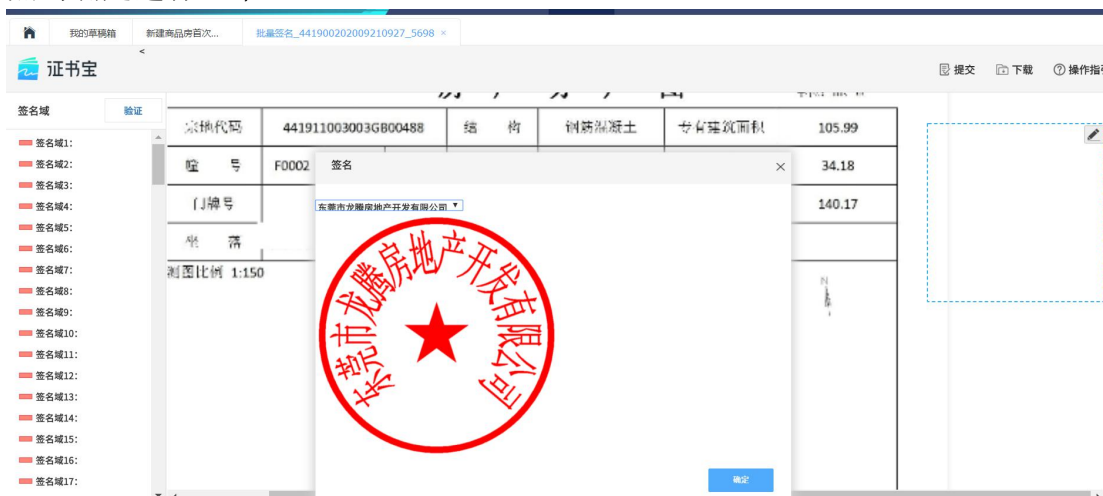 我的草稿箱 新建商品房首次... 批量签名_441900202009210927_5698 ×
<
证书宝
提交 下载 操作指引
签名域 验证
签名域1:
签名域2:
签名域3:
签名域4:
签名域5:
签名域6:
签名域7:
签名域8:
签名域9:
签名域10:
签名域11:
签名域12:
签名域13:
签名域14:
签名域15:
签名域16:
签名域17:
宗地代码 441911003003GB00488 结 构 钢筋混凝土 专有建筑面积 105.99
幢 号 F0002 34.18
门牌号 140.17
坐 落
测图比例 1:150
N
签名 ×
东莞市龙腾房地产开发有限公司
东莞市龙腾房地产开发有限公司
确定